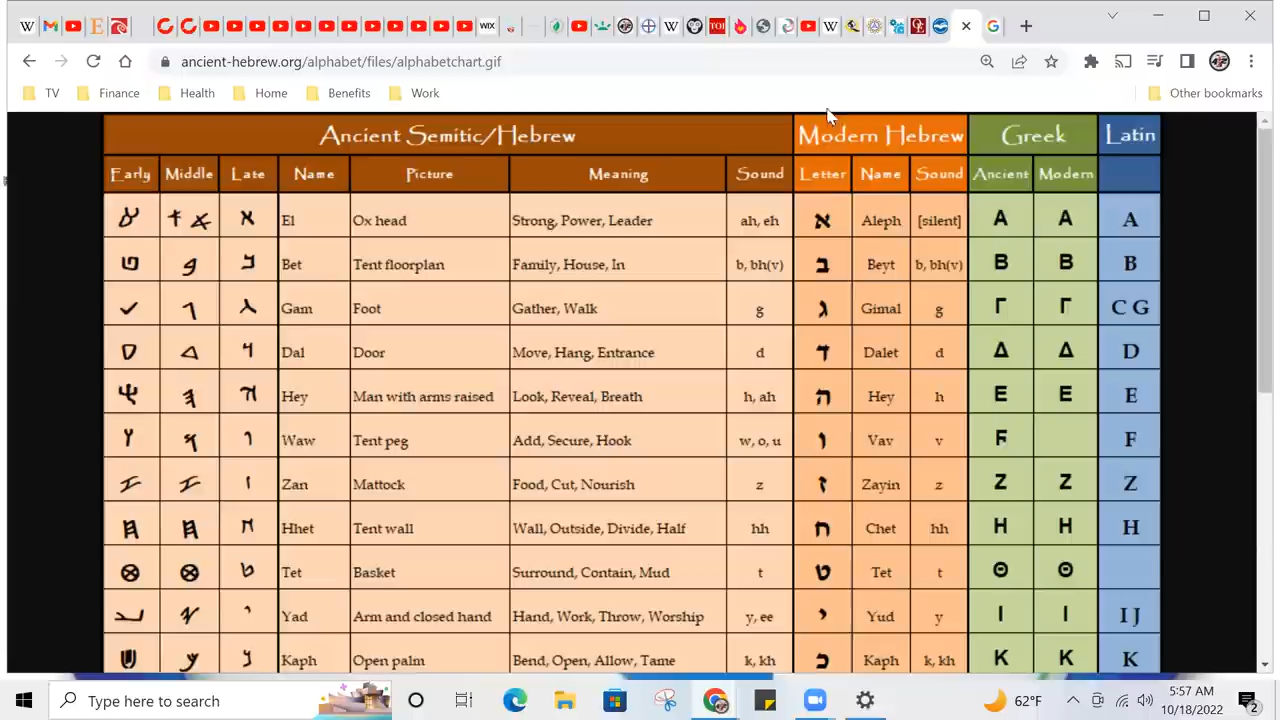 ancient-hebrew.org/alphabet/files/alphabetchart.gif
TV Finance Health Home Benefits Work Other bookmarks
Ancient Semitic/Hebrew Modern Hebrew Greek Latin
Early Middle Late Name Picture Meaning Sound Letter Name Sound Ancient Modern
El Ox head Strong, Power, Leader ah, eh א Aleph [silent] Α Α A
Bet Tent floorplan Family, House, In b, bh(v) ב Beyt b, bh(v) Β Β B
Gam Foot Gather, Walk g ג Gimal g Γ Γ C G
Dal Door Move, Hang, Entrance d ד Dalet d Δ Δ D
Hey Man with arms raised Look, Reveal, Breath h, ah ה Hey h Ε Ε E
Waw Tent peg Add, Secure, Hook w, o, u ו Vav v F F
Zan Mattock Food, Cut, Nourish z ז Zayin z Ζ Ζ Z
Hhet Tent wall Wall, Outside, Divide, Half hh ח Chet hh Η Η H
Tet Basket Surround, Contain, Mud t ט Tet t Θ Θ
Yad Arm and closed hand Hand, Work, Throw, Worship y, ee י Yud y Ι Ι I J
Kaph Open palm Bend, Open, Allow, Tame k, kh כ Kaph k, kh Κ Κ K
Type here to search 62°F 5:57 AM
10/18/2022